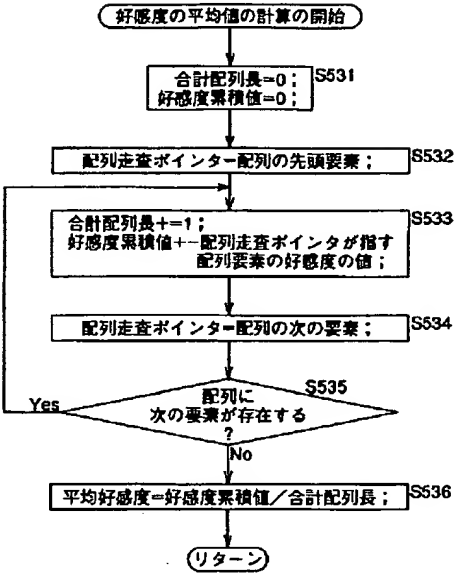 好感度の平均値の計算の開始
合計配列長=0;
好感度累積値=0;
S531
配列走査ポインタ=配列の先頭要素;
S532
合計配列長+=1;
好感度累積値+=配列走査ポインタが指す
配列要素の好感度の値;
S533
配列走査ポインタ=配列の次の要素;
S534
S535
配列に
次の要素が存在する
?
Yes
No
平均好感度=好感度累積値/合計配列長;
S536
リターン